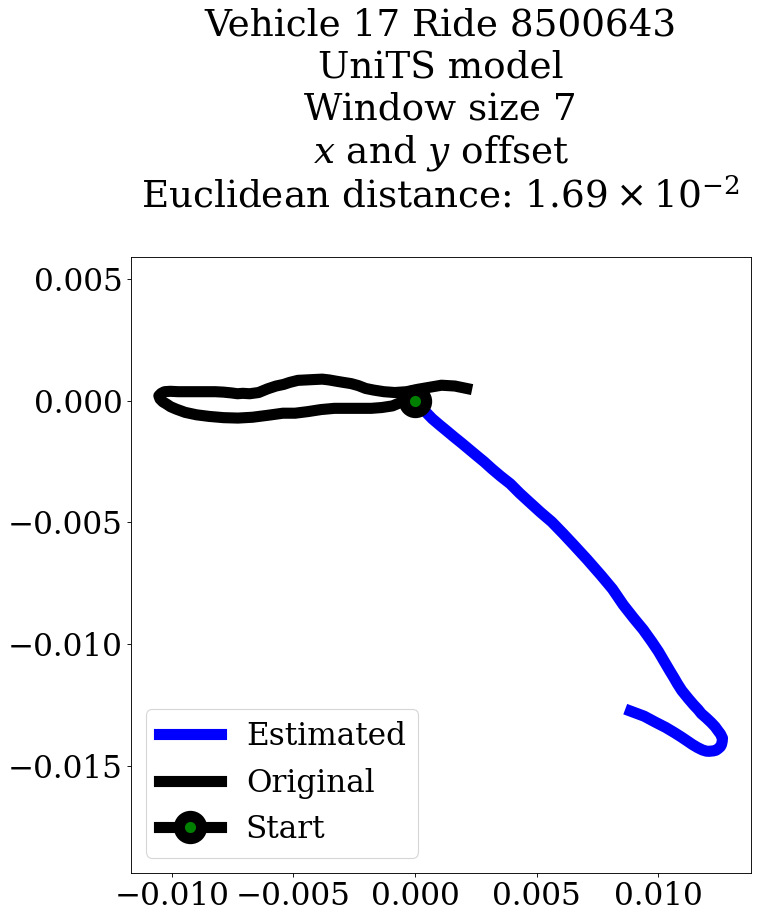 Vehicle 17 Ride 8500643
UniTS model
Window size 7
x and y offset
Euclidean distance: 1.69 × 10⁻²
0.005
0.000
−0.005
−0.010
−0.015
Estimated
Original
Start
−0.010 −0.005 0.000 0.005 0.010